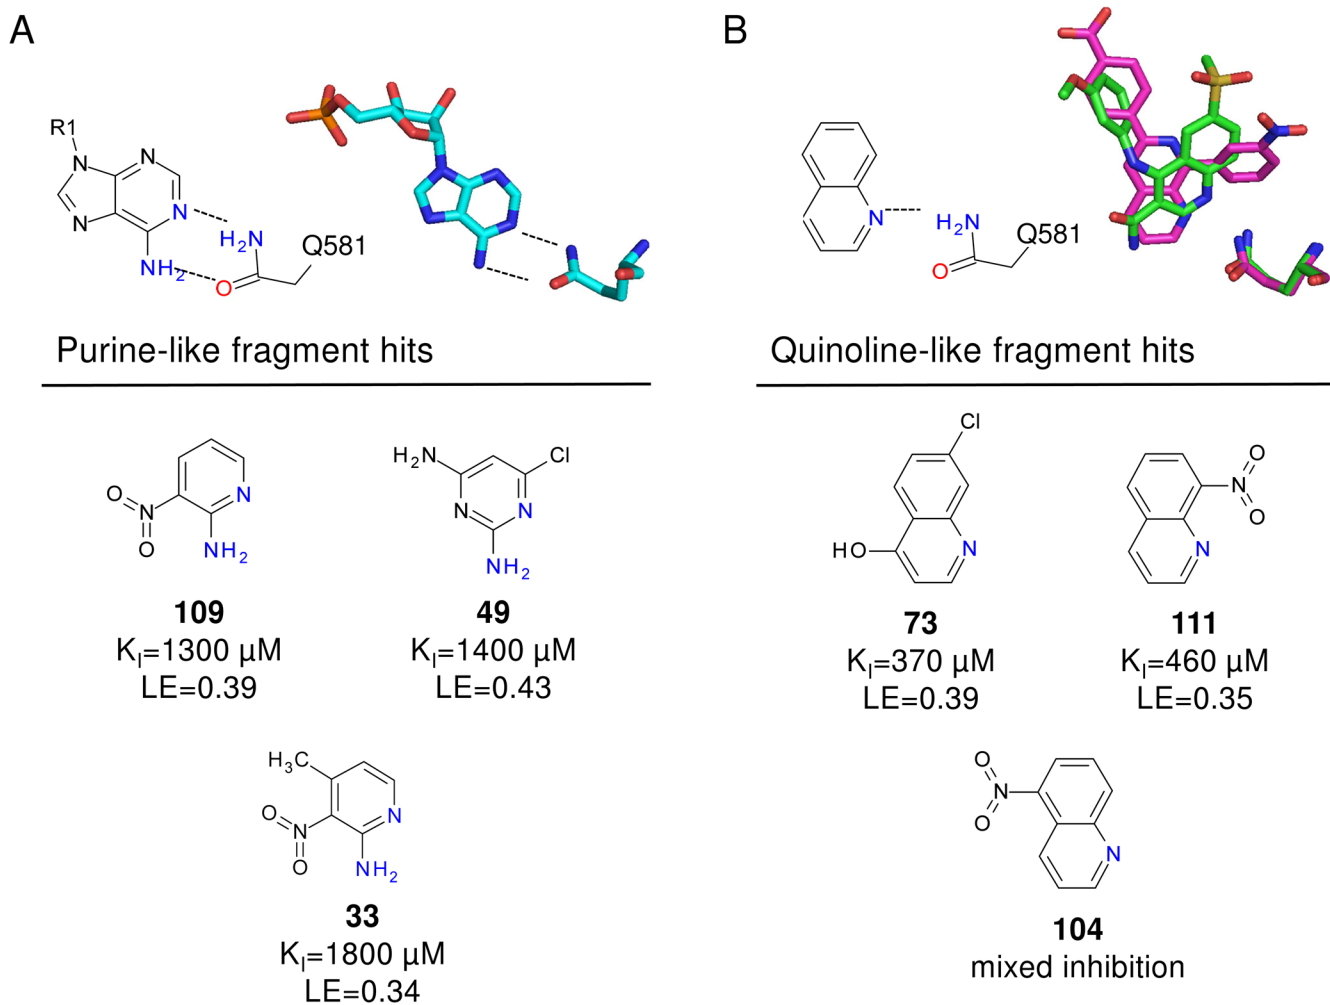 A
R1
N
N
N
N
NH2
H2N
O
Q581
Purine-like fragment hits
O
N
O
N
NH2
109
KI=1300 µM
LE=0.39
H2N
Cl
N
N
NH2
49
KI=1400 µM
LE=0.43
H3C
O
N
O
N
NH2
33
KI=1800 µM
LE=0.34
B
N
H2N
O
Q581
Quinoline-like fragment hits
Cl
HO
N
73
KI=370 µM
LE=0.39
O
N
O
N
111
KI=460 µM
LE=0.35
O
N
O
N
104
mixed inhibition